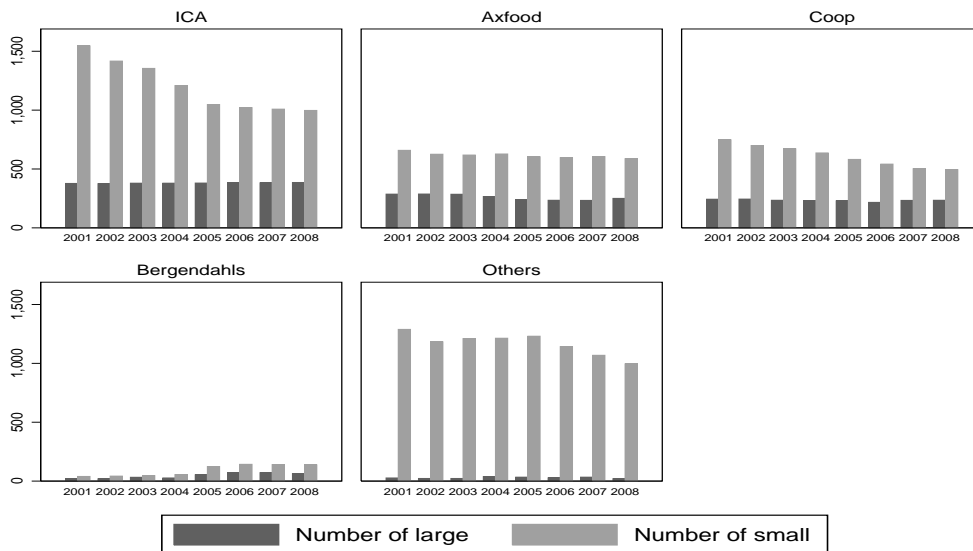 ICA Axfood Coop
1,500
1,000
500
0
2001 2002 2003 2004 2005 2006 2007 2008 2001 2002 2003 2004 2005 2006 2007 2008 2001 2002 2003 2004 2005 2006 2007 2008
Bergendahls Others
1,500
1,000
500
0
2001 2002 2003 2004 2005 2006 2007 2008 2001 2002 2003 2004 2005 2006 2007 2008
Number of large Number of small